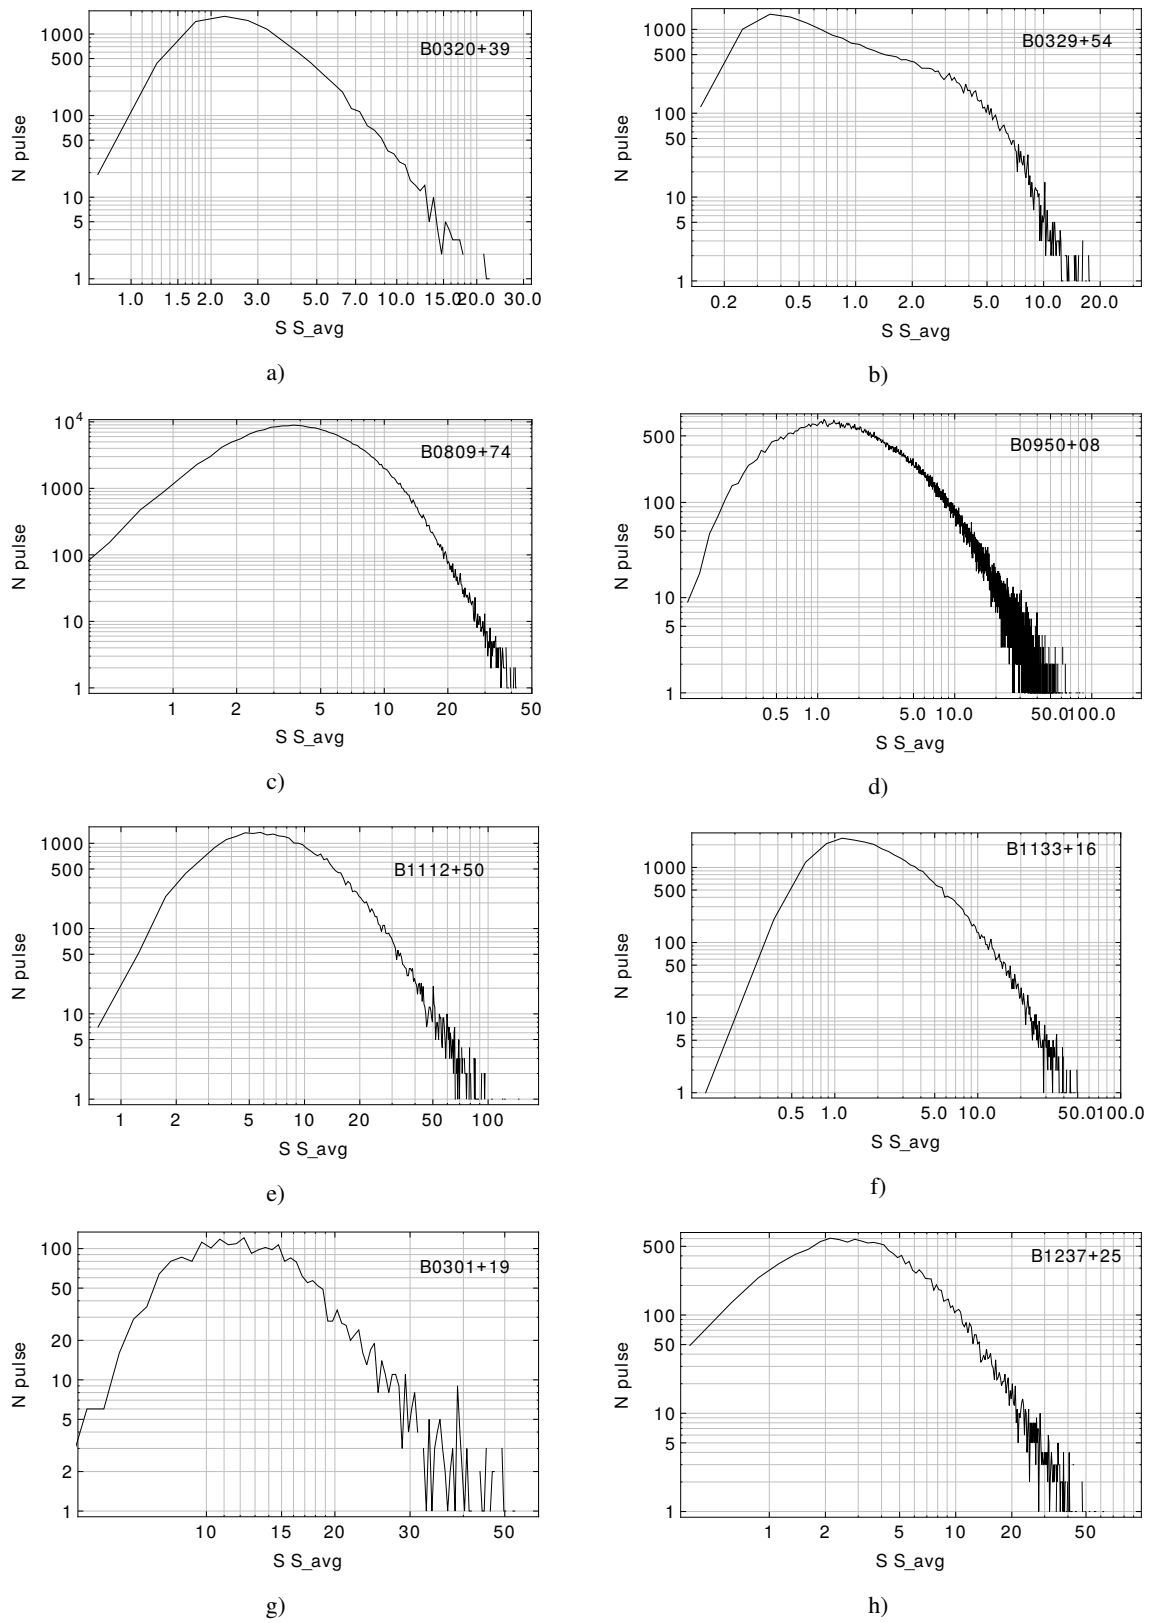 B0320+39
1000
500
100
50
10
5
1
N pulse
1.0 1.5 2.0 3.0 5.0 7.0 10.0 15.0 20.0 30.0
S S_avg
a)
B0329+54
1000
500
100
50
10
5
1
N pulse
0.2 0.5 1.0 2.0 5.0 10.0 20.0
S S_avg
b)
10^4
B0809+74
1000
100
10
1
N pulse
1 2 5 10 20 50
S S_avg
c)
500
B0950+08
100
50
10
5
1
N pulse
0.5 1.0 5.0 10.0 50.0 100.0
S S_avg
d)
1000
500
B1112+50
100
50
10
5
1
N pulse
1 2 5 10 20 50 100
S S_avg
e)
B1133+16
1000
500
100
50
10
5
1
N pulse
0.5 1.0 5.0 10.0 50.0 100.0
S S_avg
f)
100
B0301+19
50
20
10
5
2
1
N pulse
10 15 20 30 50
S S_avg
g)
500
B1237+25
100
50
10
5
1
N pulse
1 2 5 10 20 50
S S_avg
h)